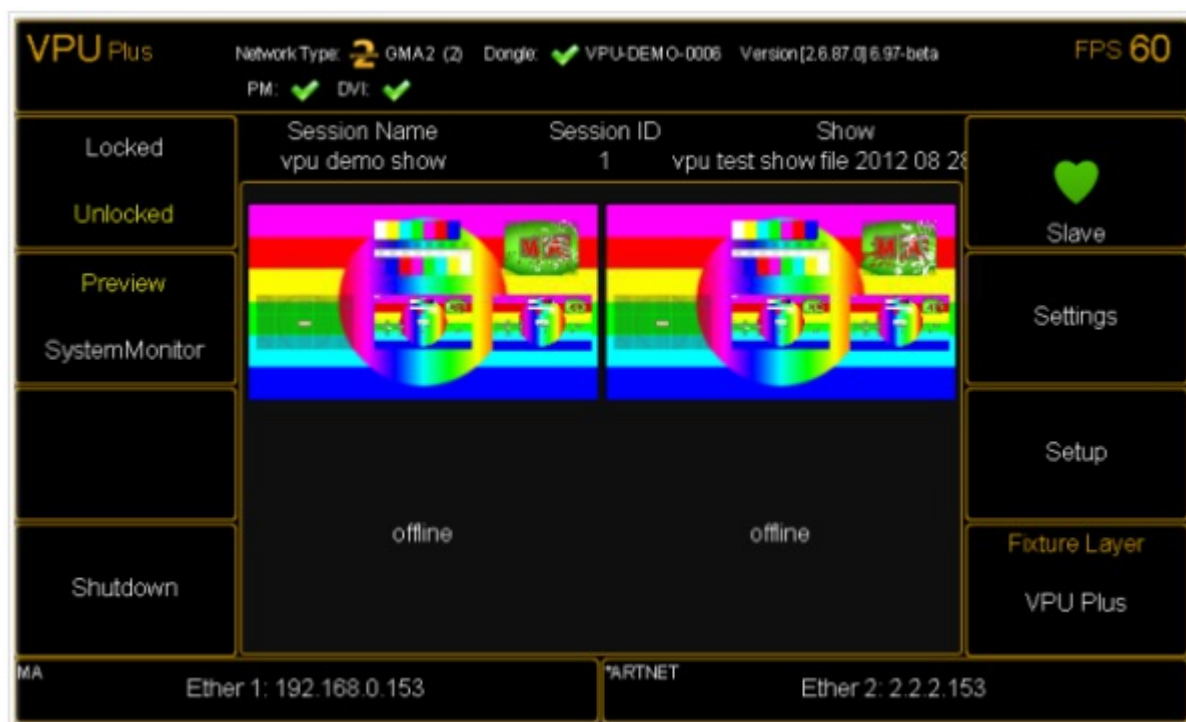 VPU Plus
Network Type: 2 GMA2 (2) Dongle: VPU-DEMO-0006 Version[2.6.87.0] 6.97-beta
FPS 60
PM: DVI:
Locked
Unlocked
Preview
SystemMonitor
Shutdown
Session Name Session ID Show
vpu demo show 1 vpu test show file 2012 08 28
MA MA
offline offline
Slave
Settings
Setup
Fixture Layer
VPU Plus
MA
Ether 1: 192.168.0.153
*ARTNET
Ether 2: 2.2.2.153